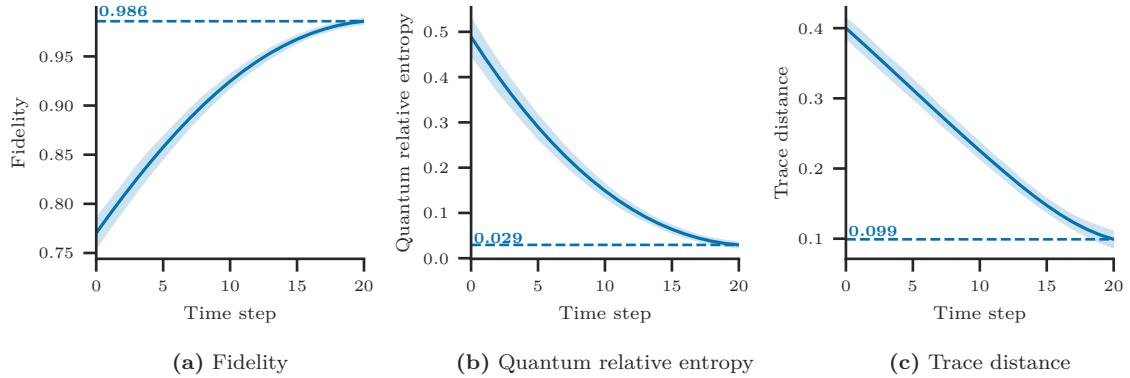 0.986
0.95
0.90
0.85
0.80
0.75
Fidelity
0 5 10 15 20
Time step
(a) Fidelity
0.5
0.4
0.3
0.2
0.1
0.0
Quantum relative entropy
0.029
0 5 10 15 20
Time step
(b) Quantum relative entropy
0.4
0.3
0.2
0.1
Trace distance
0.099
0 5 10 15 20
Time step
(c) Trace distance